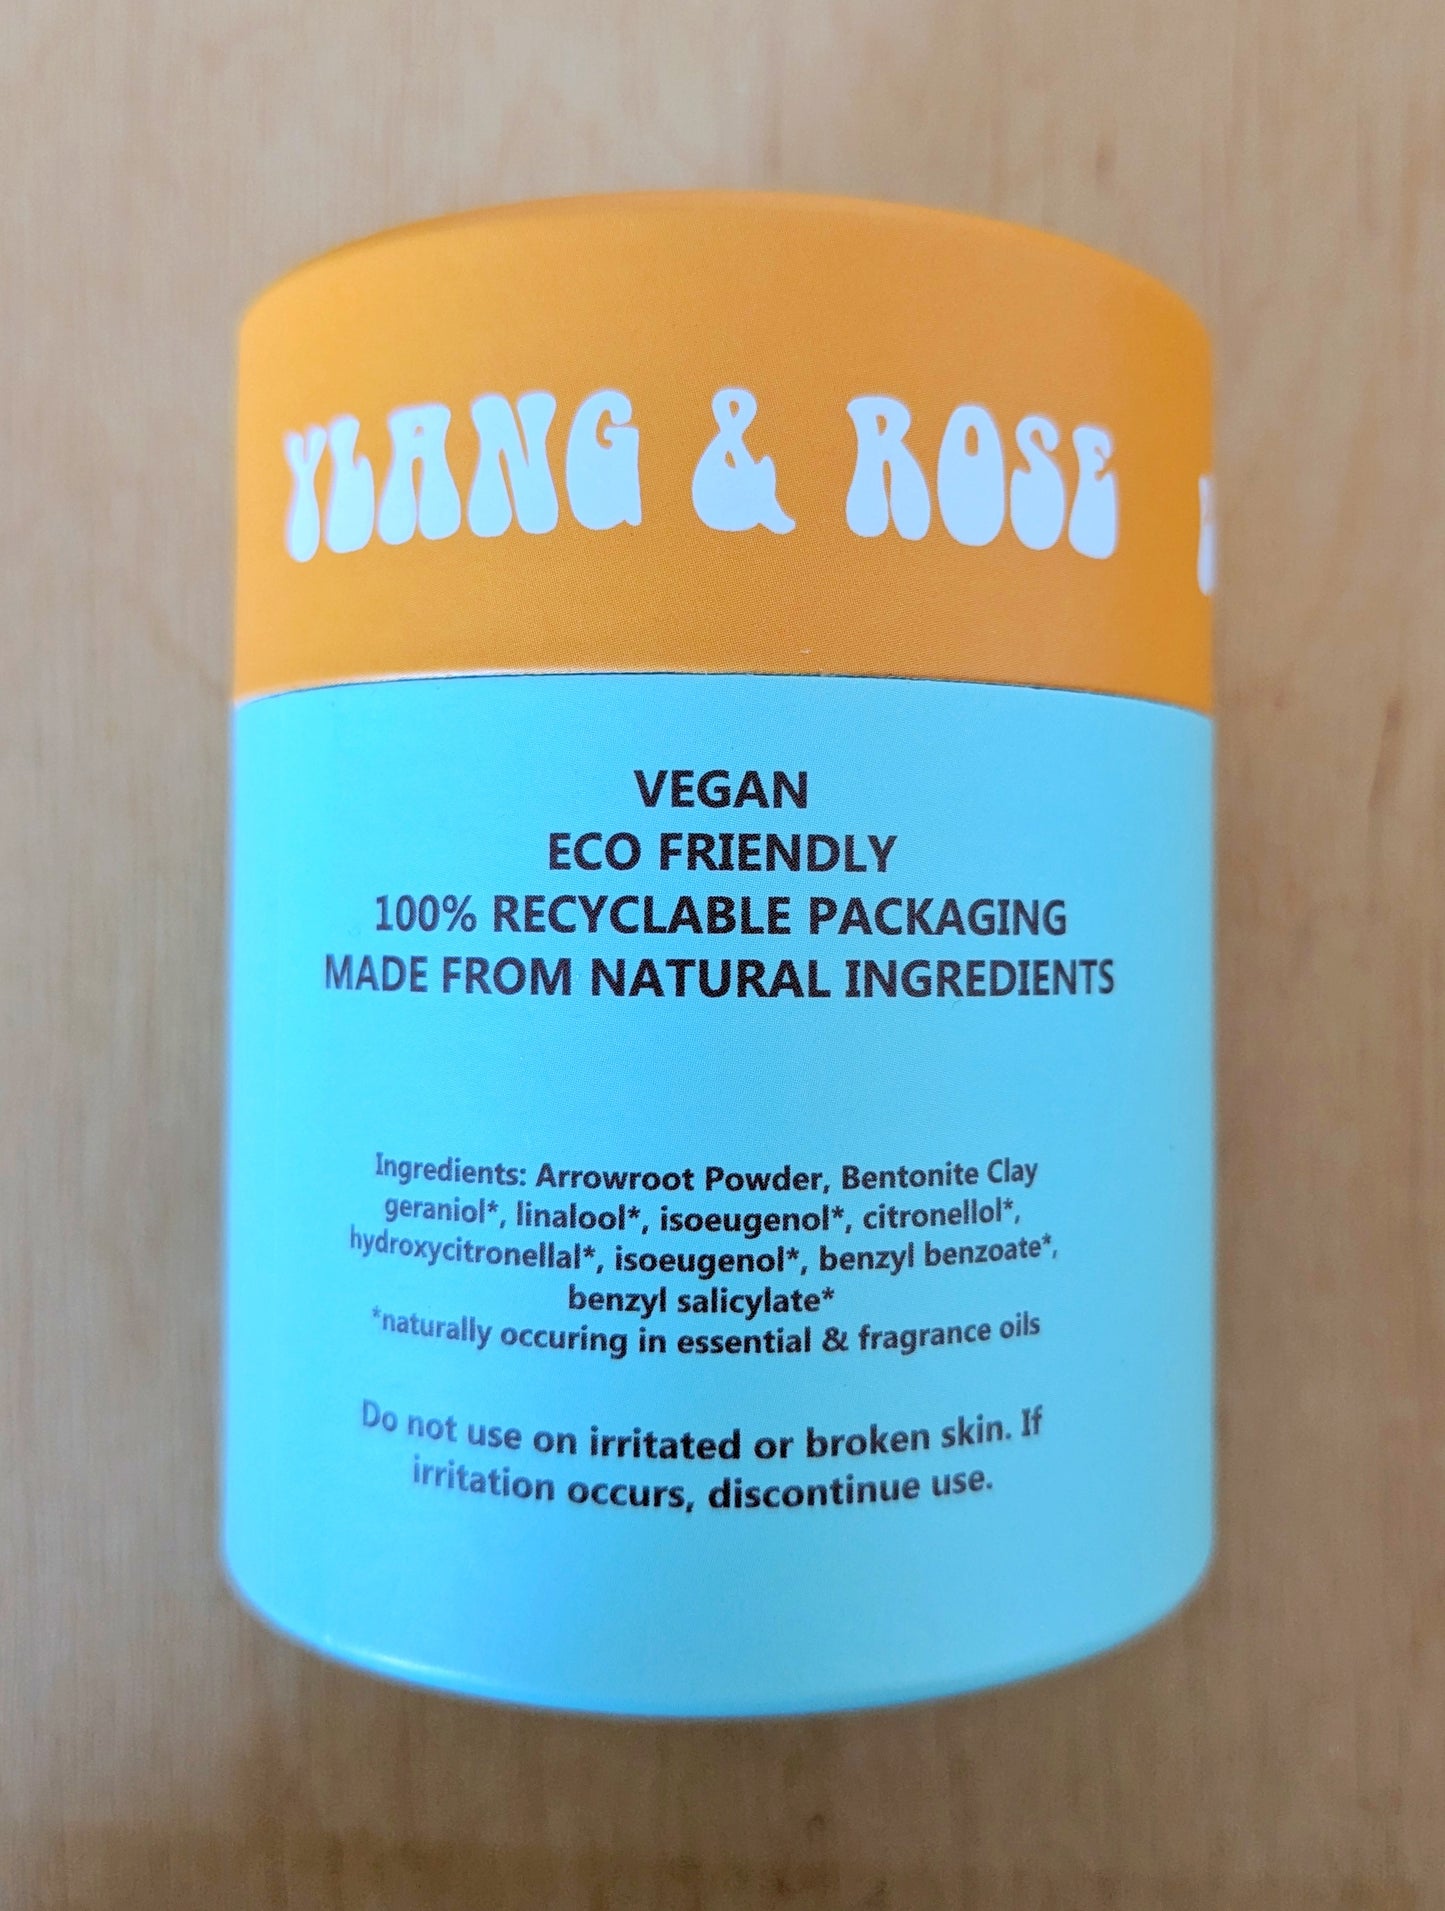 YLANG & ROSE
VEGAN
ECO FRIENDLY
100% RECYCLABLE PACKAGING
MADE FROM NATURAL INGREDIENTS
Ingredients: Arrowroot Powder, Bentonite Clay
geraniol*, linalool*, isoeugenol*, citronellol*,
hydroxycitronellal*, isoeugenol*, benzyl benzoate*,
benzyl salicylate*
*naturally occuring in essential & fragrance oils
Do not use on irritated or broken skin. If
irritation occurs, discontinue use.